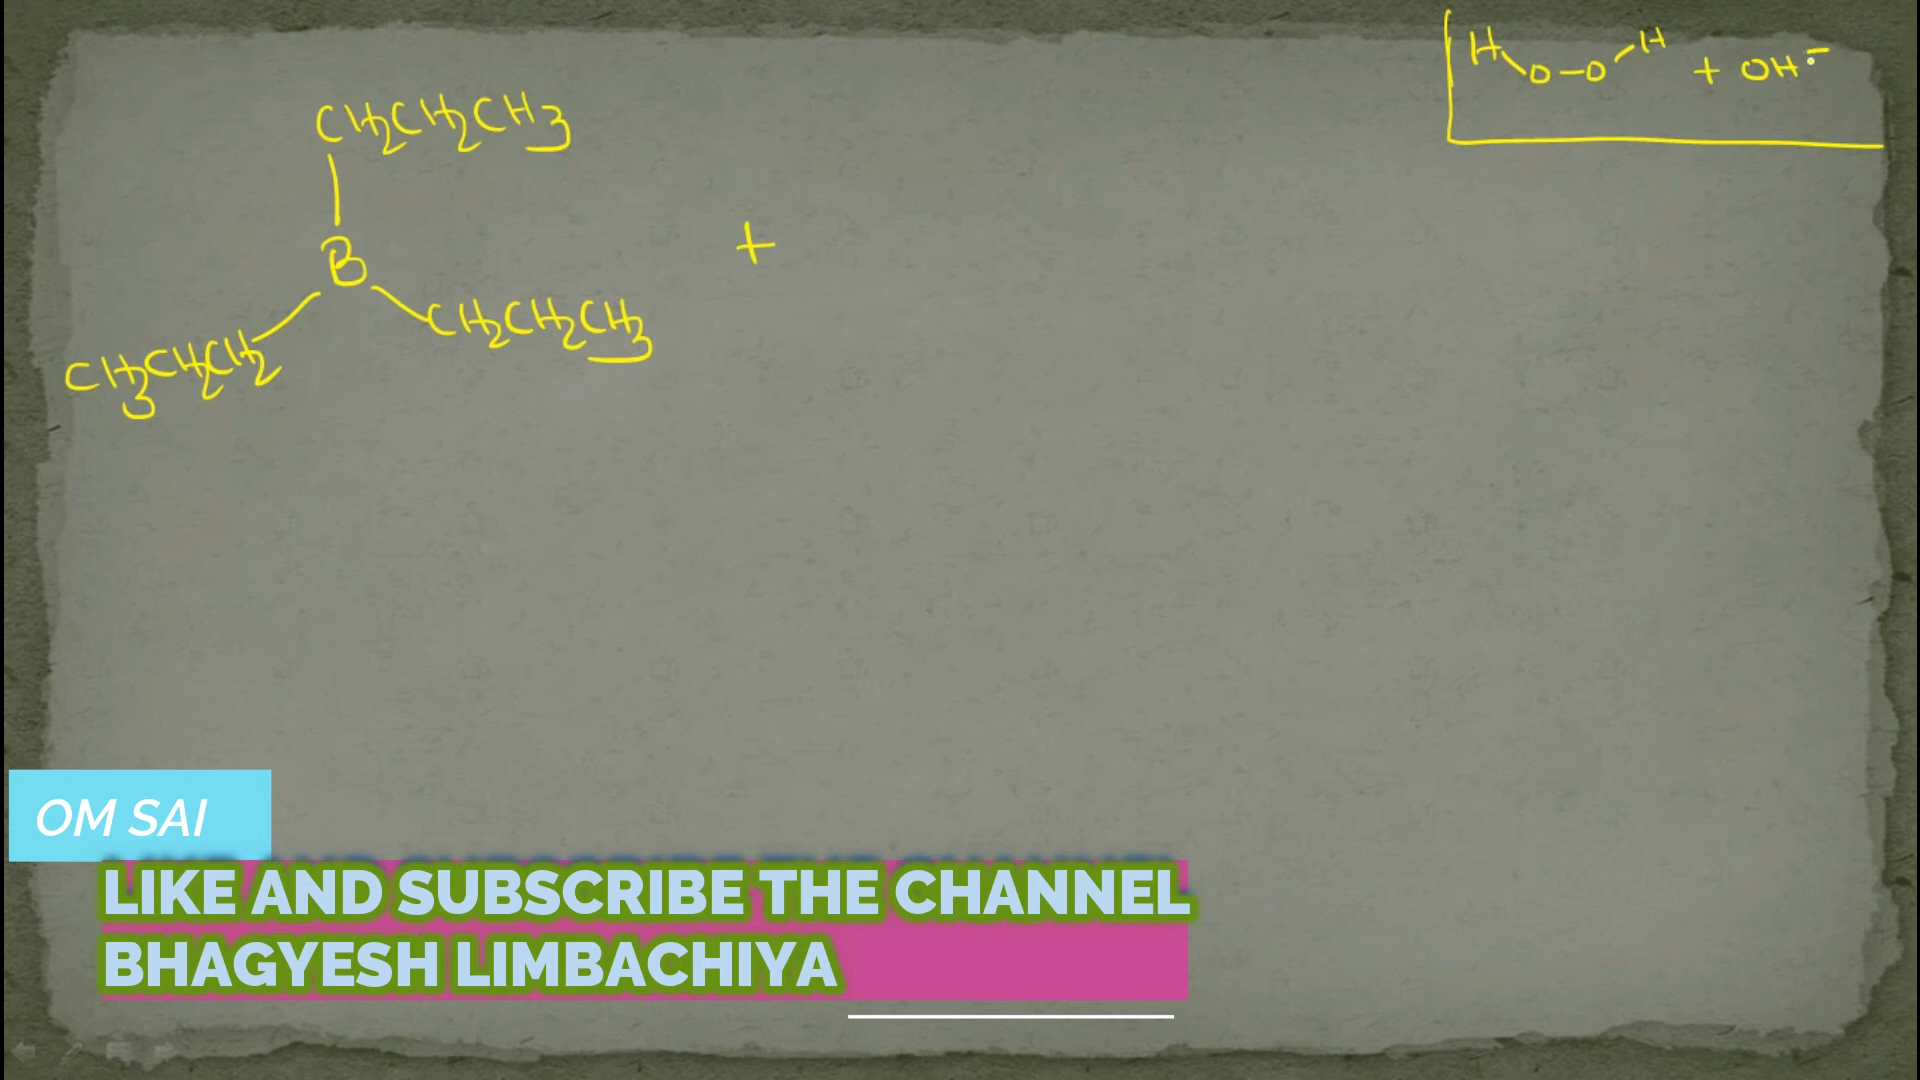 H O–O H + OH⁻
CH₂CH₂CH₃
B
+
CH₂CH₂CH₃
CH₃CH₂CH₂
OM SAI
LIKE AND SUBSCRIBE THE CHANNEL
BHAGYESH LIMBACHIYA